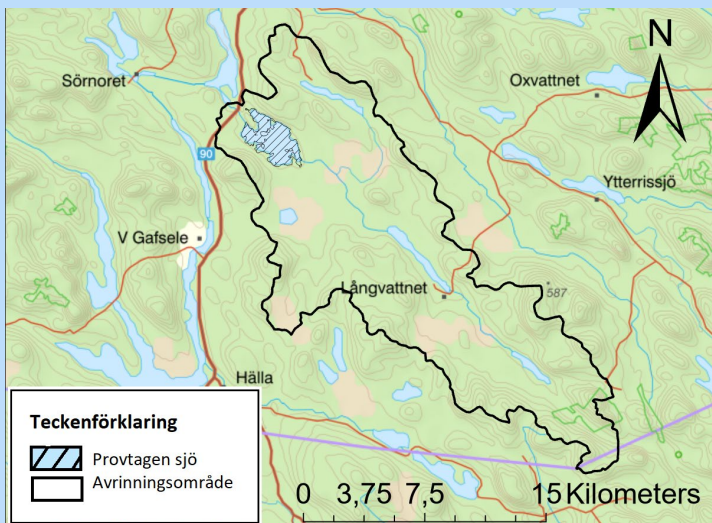 N
Sörnoret
Oxvattnet
90
Ytterrissjö
V Gafsele
587
Långvattnet
Hälla
Teckenförklaring
Provtagen sjö
Avrinningsområde
0 3,75 7,5 15 Kilometers